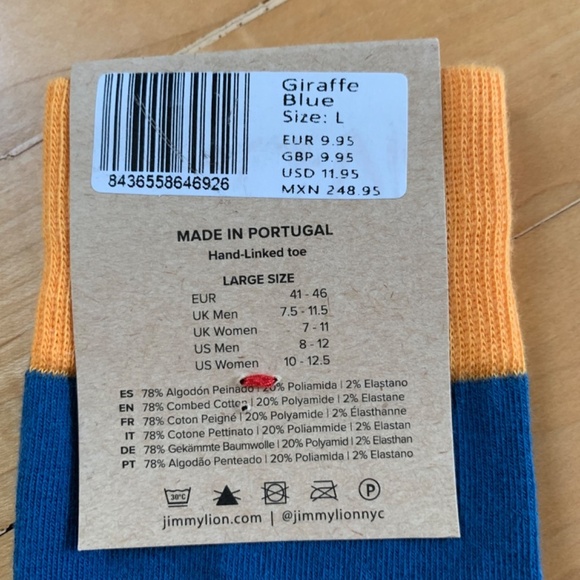 Giraffe
Blue
Size: L
EUR 9.95
GBP 9.95
USD 11.95
MXN 248.95
8436558646926
MADE IN PORTUGAL
Hand-Linked toe
LARGE SIZE
EUR 41 - 46
UK Men 7.5 - 11.5
UK Women 7 - 11
US Men 8 - 12
US Women 10 - 12.5
ES 78% Algodón Peinado | 20% Poliamida | 2% Elastano
EN 78% Combed Cotton | 20% Polyamide | 2% Elastane
FR 78% Coton Peigné | 20% Polyamide | 2% Élasthanne
IT 78% Cotone Pettinato | 20% Poliammide | 2% Elastan
DE 78% Gekämmte Baumwolle | 20% Polyamid | 2% Elasthan
PT 78% Algodão Penteado | 20% Poliamida | 2% Elastano
30°C P
jimmylion.com | @jimmylionnyc